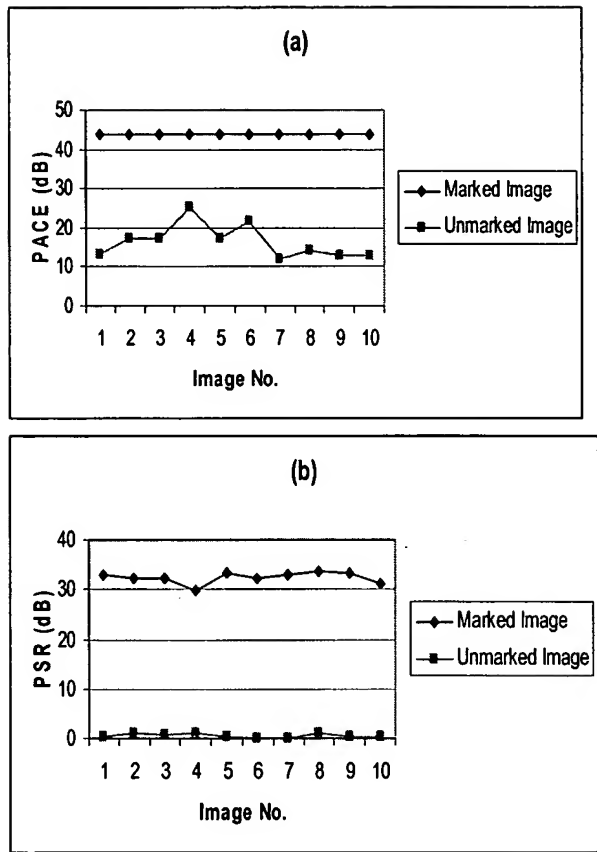 (a)
PACE (dB)
50
40
30
20
10
0
1 2 3 4 5 6 7 8 9 10
Image No.
Marked Image
Unmarked Image
(b)
PSR (dB)
40
30
20
10
0
1 2 3 4 5 6 7 8 9 10
Image No.
Marked Image
Unmarked Image